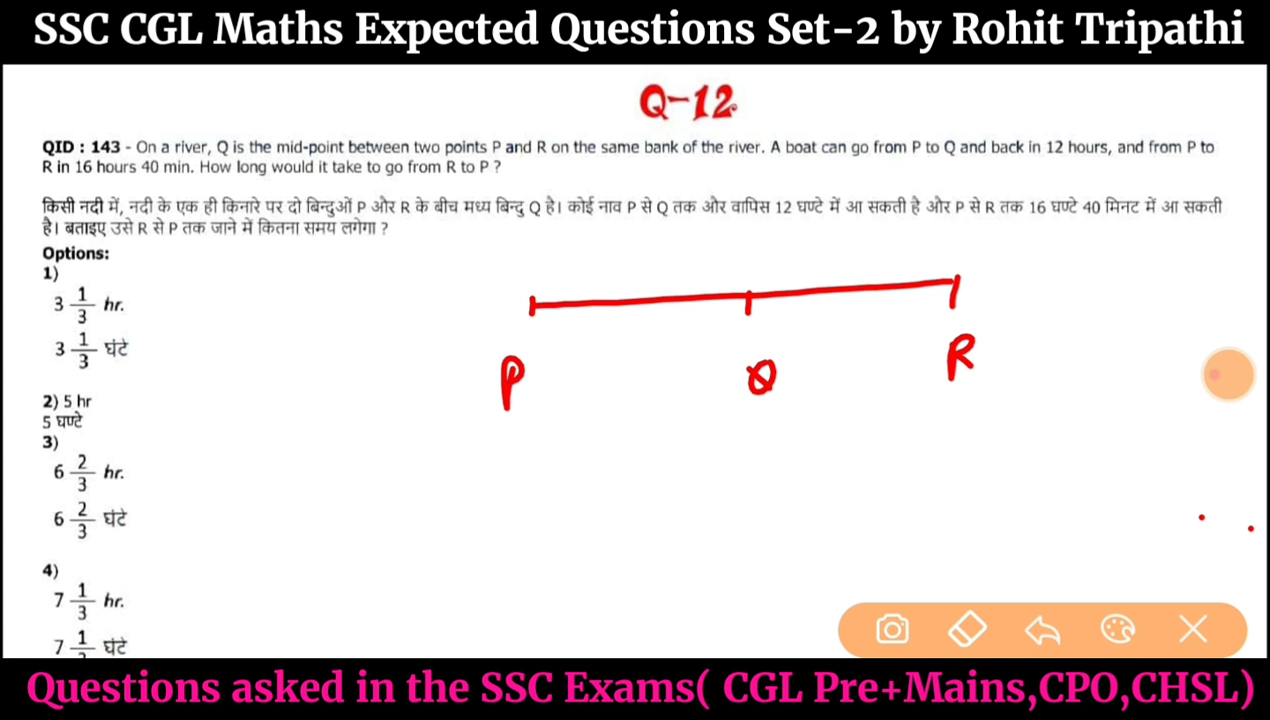 SSC CGL Maths Expected Questions Set-2 by Rohit Tripathi
Q-12
QID : 143 - On a river, Q is the mid-point between two points P and R on the same bank of the river. A boat can go from P to Q and back in 12 hours, and from P to
R in 16 hours 40 min. How long would it take to go from R to P ?
किसी नदी में, नदी के एक ही किनारे पर दो बिन्दुओं P और R के बीच मध्य बिन्दु Q है। कोई नाव P से Q तक और वापिस 12 घण्टे में आ सकती है और P से R तक 16 घण्टे 40 मिनट में आ सकती
है। बताइए उसे R से P तक जाने में कितना समय लगेगा ?
Options:
1)
3 1/3 hr.
3 1/3 घंटे
2) 5 hr
5 घण्टे
3)
6 2/3 hr.
6 2/3 घंटे
4)
7 1/3 hr.
7 1 घंटे
P Q R
Questions asked in the SSC Exams( CGL Pre+Mains,CPO,CHSL)